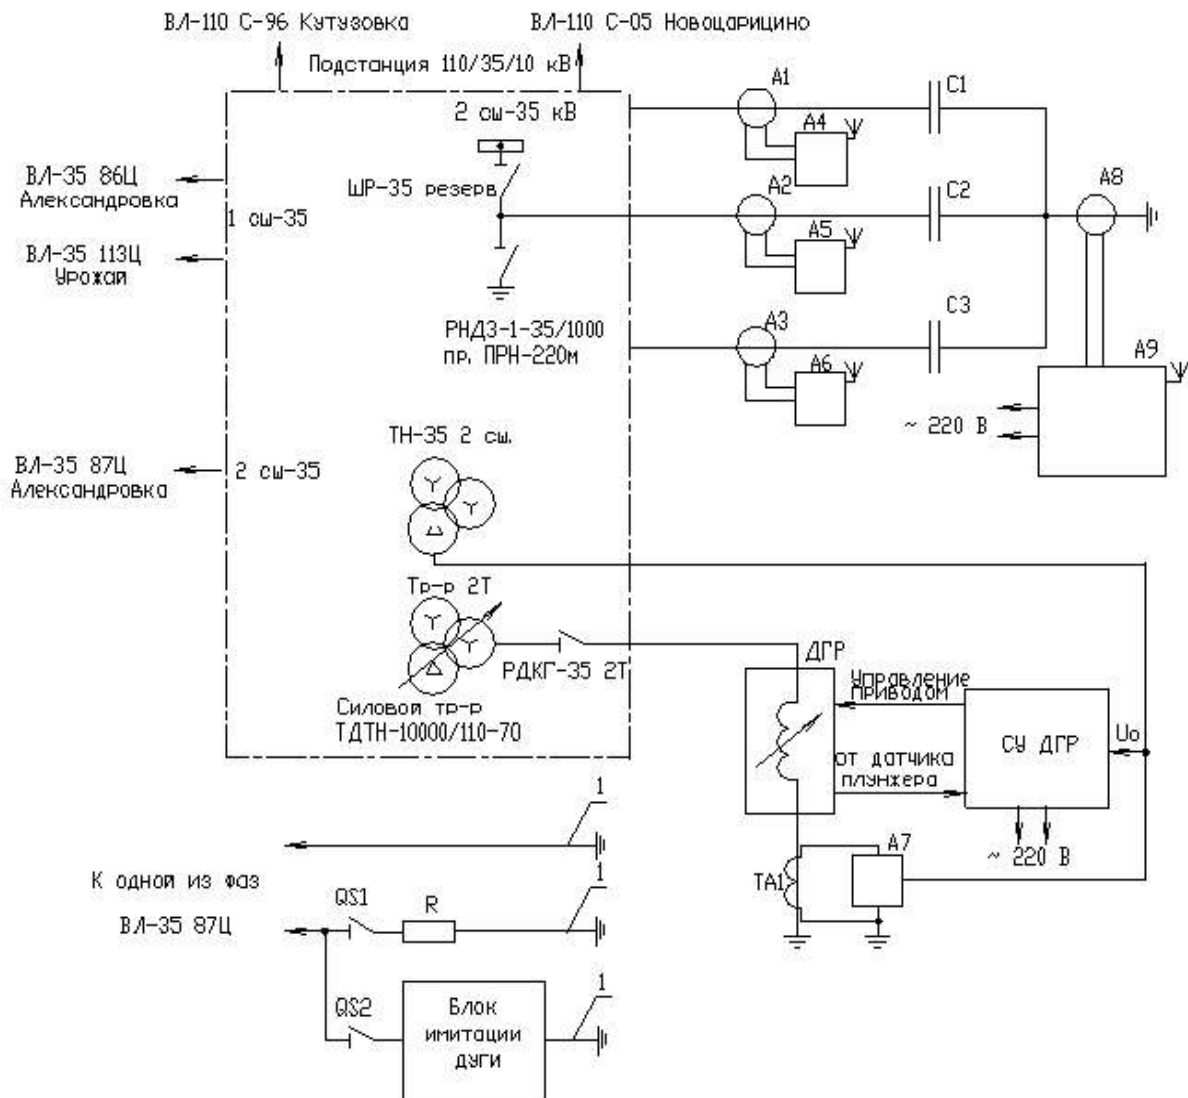 ВЛ-110 С-96 Кутузовка
ВЛ-110 С-05 Новоцарицино
Подстанция 110/35/10 кВ
2 сш-35 кВ
ШР-35 резерв
ВЛ-35 86Ц
Александровка
1 сш-35
ВЛ-35 113Ц
Урожай
РНДЗ-1-35/1000
пр. ПРН-220м
A1
A4
C1
A2
A5
C2
A8
A3
A6
C3
A9
~ 220 В
ТН-35 2 сш.
ВЛ-35 87Ц
Александровка
2 сш-35
Тр-р 2Т
РДКГ-35 2Т
Силовой тр-р
ТДТН-10000/110-70
ДГР
Управление
приводом
СУ ДГР
Uo
от датчика
плунжера
~ 220 В
A7
TA1
1
К одной из фаз
ВЛ-35 87Ц
QS1
R
1
QS2
Блок
имитации
дуги
1